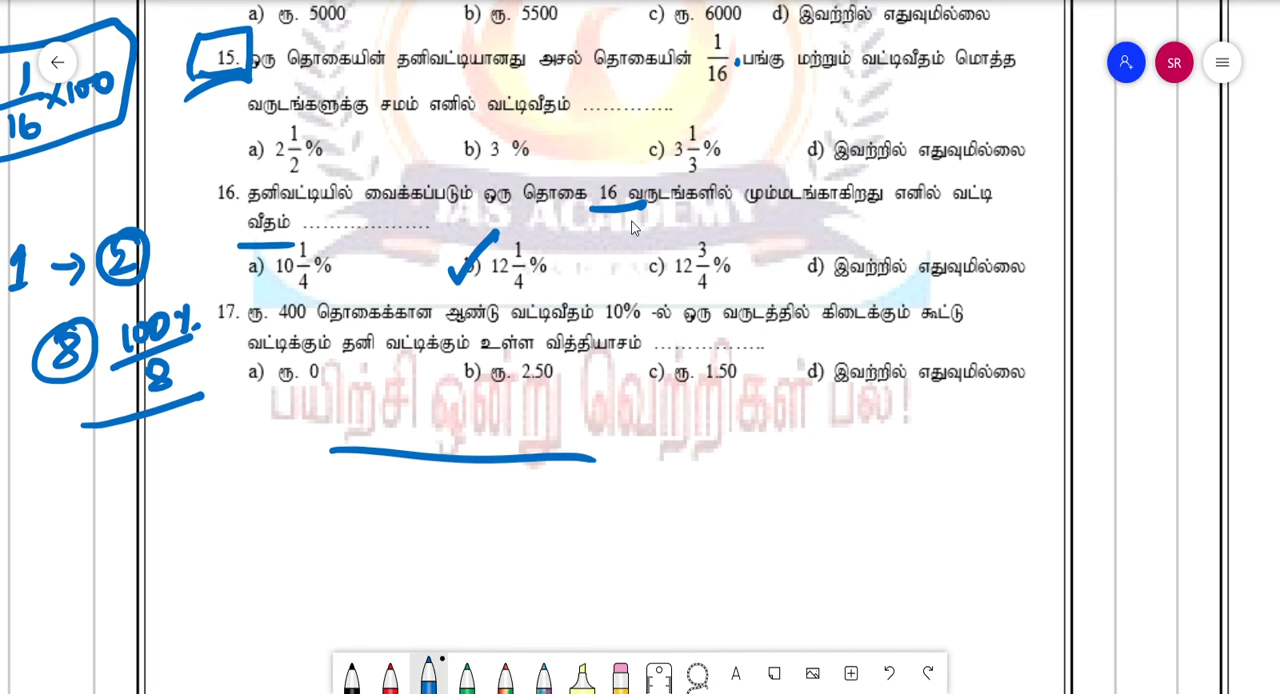 a) ரூ. 5000 b) ரூ. 5500 c) ரூ. 6000 d) இவற்றில் எதுவுமில்லை
15. ஒரு தொகையின் தனிவட்டியானது அசல் தொகையின் 1/16 பங்கு மற்றும் வட்டிவீதம் மொத்த
வருடங்களுக்கு சமம் எனில் வட்டிவீதம் …………..
a) 2 1/2 % b) 3 % c) 3 1/3 % d) இவற்றில் எதுவுமில்லை
16. தனிவட்டியில் வைக்கப்படும் ஒரு தொகை 16 வருடங்களில் மும்மடங்காகிறது எனில் வட்டி
வீதம் ……………….
a) 10 1/4 % b) 12 1/4 % c) 12 3/4 % d) இவற்றில் எதுவுமில்லை
17. ரூ. 400 தொகைக்கான ஆண்டு வட்டிவீதம் 10% -ல் ஒரு வருடத்தில் கிடைக்கும் கூட்டு
வட்டிக்கும் தனி வட்டிக்கும் உள்ள வித்தியாசம் ……………..
a) ரூ. 0 b) ரூ. 2.50 c) ரூ. 1.50 d) இவற்றில் எதுவுமில்லை
பயிற்சி ஒன்று வெற்றிகள் பல!
IAS ACADEMY
1/16 ×100
1 → 2
8 100%/8
SR
A